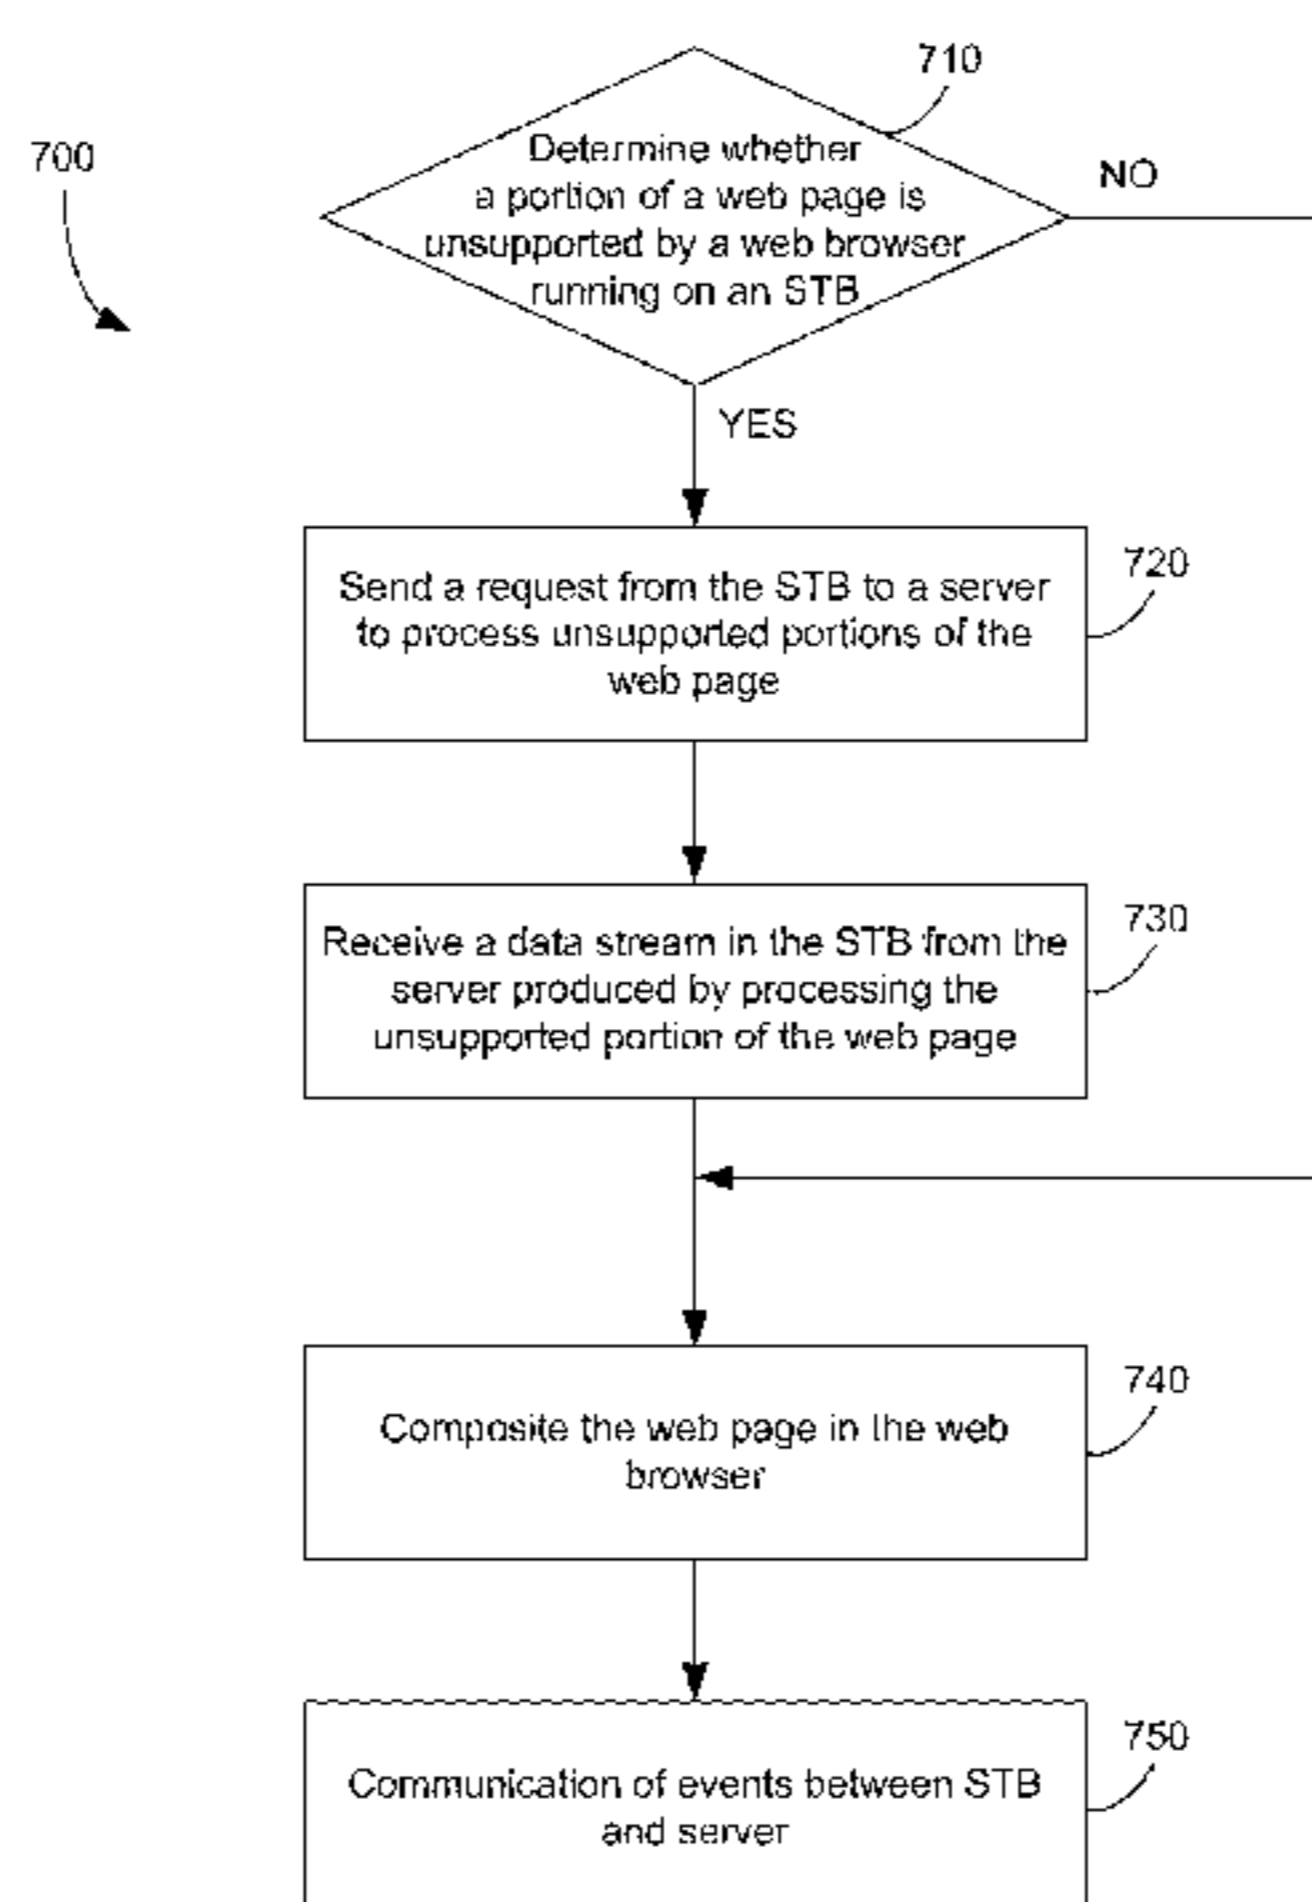 710
700
Determine whether
a portion of a web page is
unsupported by a web browser
running on an STB
NO
YES
Send a request from the STB to a server
to process unsupported portions of the
web page
720
Receive a data stream in the STB from the
server produced by processing the
unsupported portion of the web page
730
Composite the web page in the web
browser
740
Communication of events between STB
and server
750